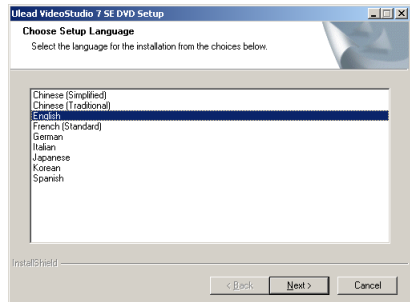 Ulead VideoStudio 7 SE DVD Setup
Choose Setup Language
Select the language for the installation from the choices below.
Chinese (Simplified)
Chinese (Traditional)
English
French (Standard)
German
Italian
Japanese
Korean
Spanish
InstallShield
< Back
Next >
Cancel